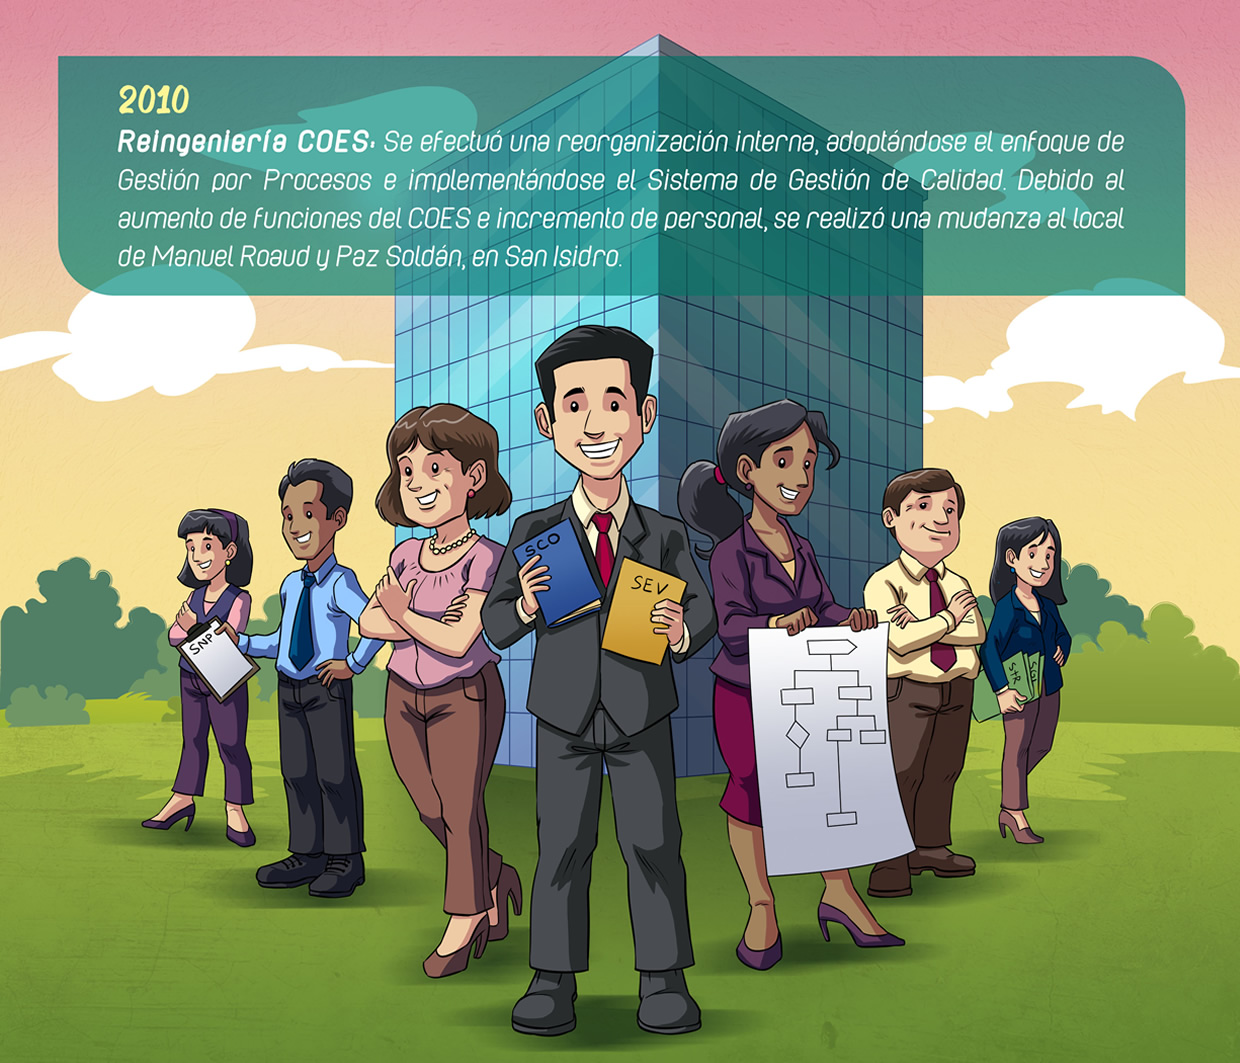 2010
Reingeniería COES: Se efectuó una reorganización interna, adoptándose el enfoque de
Gestión por Procesos e implementándose el Sistema de Gestión de Calidad. Debido al
aumento de funciones del COES e incremento de personal, se realizó una mudanza al local
de Manuel Roaud y Paz Soldán, en San Isidro.
SCO
SEV
SNP
STR